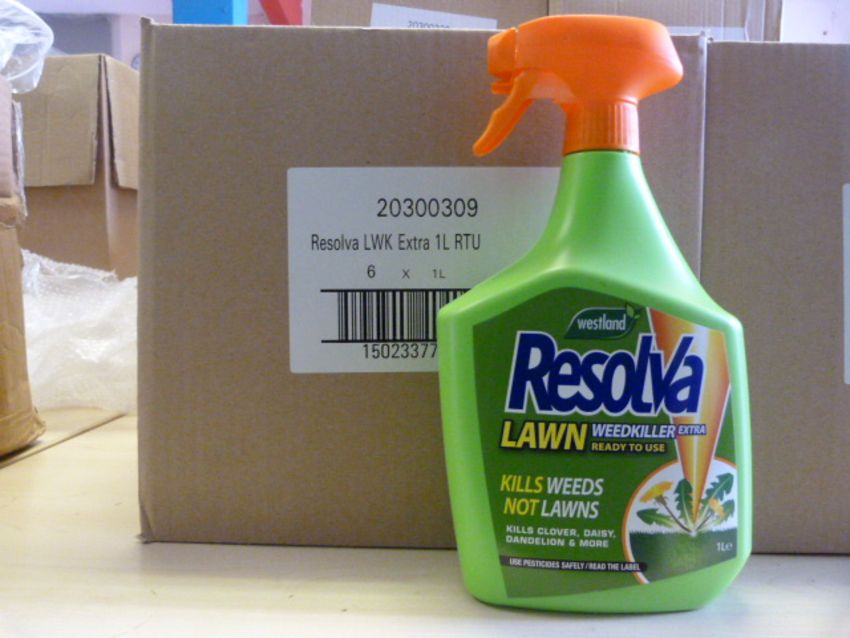 20300309
Resolva LWK Extra 1L RTU
6 x 1L
15023377
westland
Resolva
LAWN WEEDKILLER EXTRA
READY TO USE
KILLS WEEDS
NOT LAWNS
KILLS CLOVER, DAISY,
DANDELION & MORE
1L℮
USE PESTICIDES SAFELY/READ THE LABEL